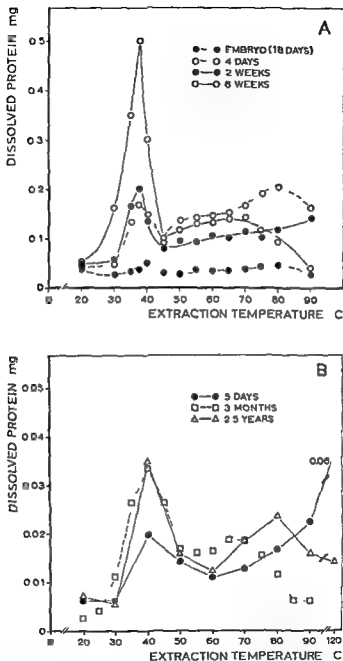 A
DISSOLVED PROTEIN mg
0.5
0.4
0.3
0.2
0.1
0
EMBRYO (18 DAYS)
4 DAYS
2 WEEKS
6 WEEKS
20 30 40 50 60 70 80 90
EXTRACTION TEMPERATURE C
B
DISSOLVED PROTEIN mg
0.05
0.04
0.03
0.02
0.01
0
5 DAYS
3 MONTHS
2.5 YEARS
0.06
20 30 40 50 60 70 80 90 120
EXTRACTION TEMPERATURE C